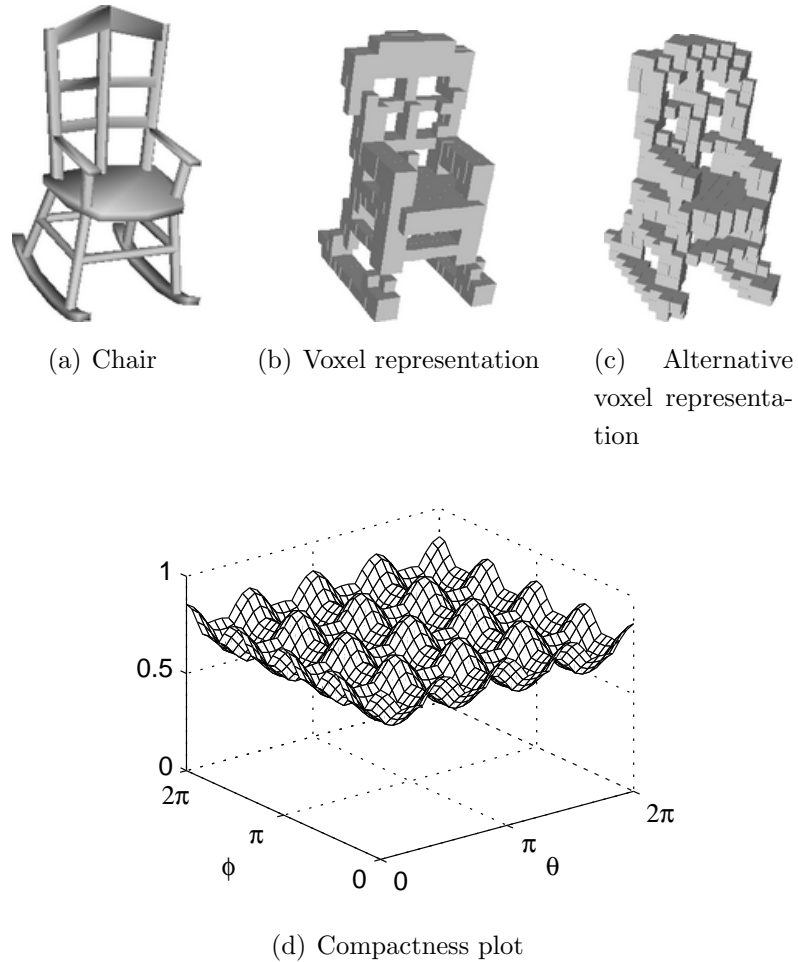 (a) Chair
(b) Voxel representation
(c) Alternative
voxel representa-
tion
1
0.5
0
2π
π
0
ϕ
0
π
2π
θ
(d) Compactness plot